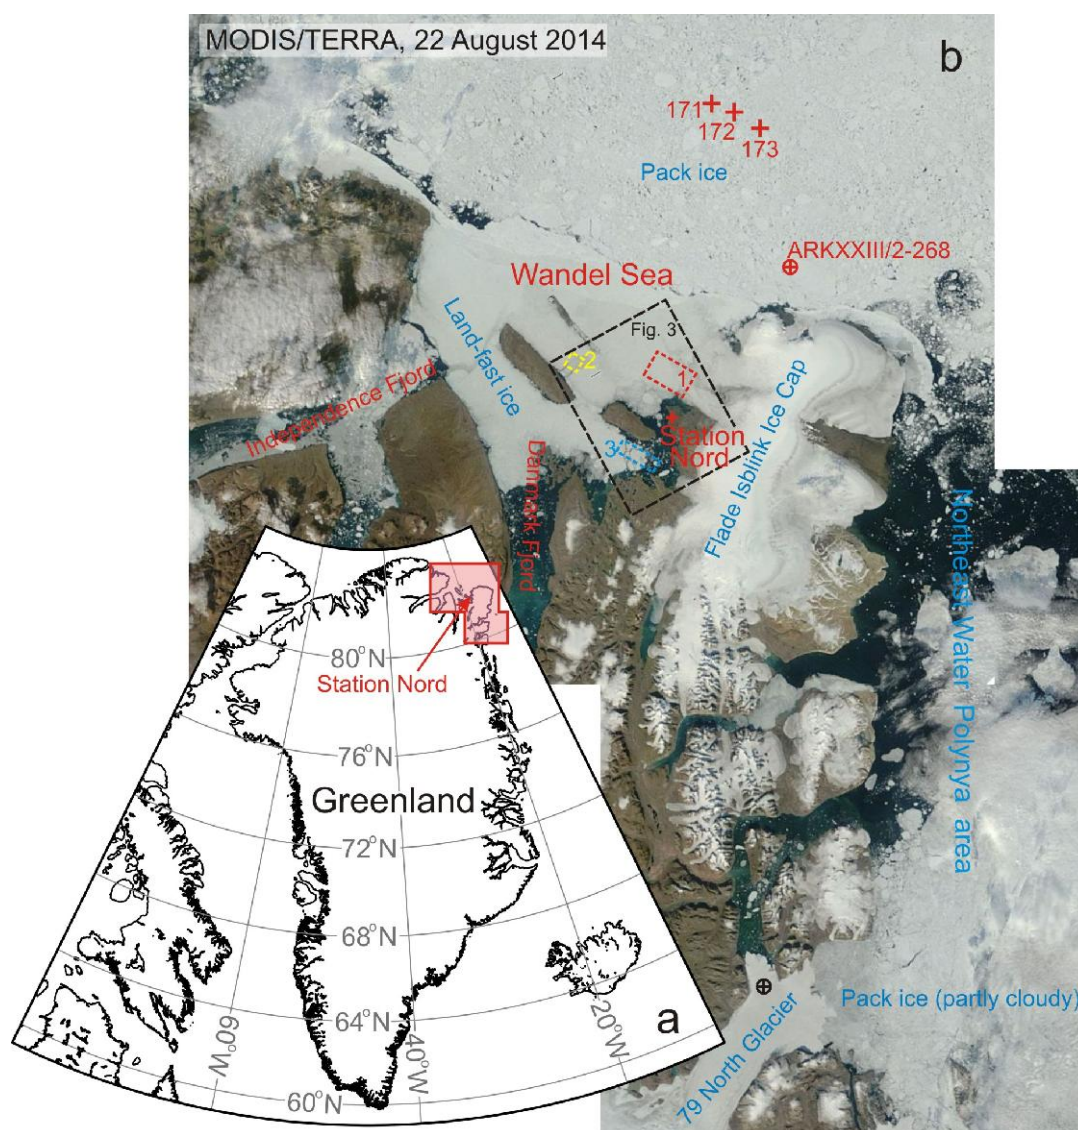 MODIS/TERRA, 22 August 2014
b
171
172
173
Pack ice
ARKXXIII/2-268
Wandel Sea
Fig. 3
Land-fast ice
2
1
Independence Fjord
Station
Nord
3
Danmark Fjord
Flade Isblink Ice Cap
Northeast Water Polynya area
80°N
Station Nord
76°N
Greenland
72°N
68°N
64°N
60°N
60°W
40°W
20°W
a
Pack ice (partly cloudy)
79 North Glacier